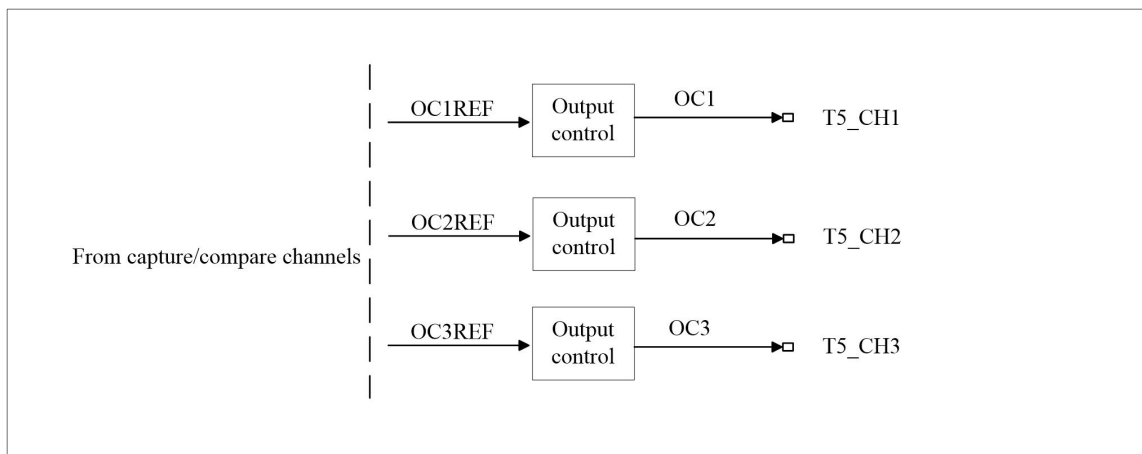 OC1REF
Output
control
OC1
T5_CH1
OC2REF
Output
control
OC2
T5_CH2
From capture/compare channels
OC3REF
Output
control
OC3
T5_CH3